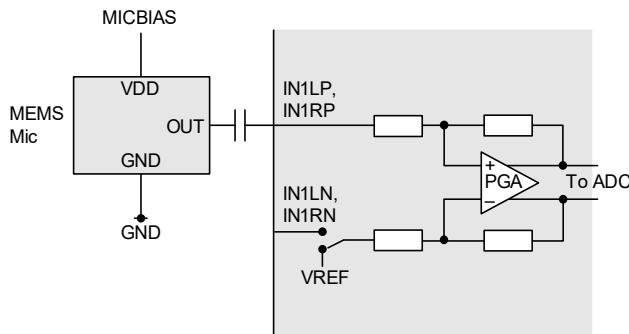 MICBIAS
VDD
MEMS
Mic
OUT
GND
GND
IN1LP,
IN1RP
IN1LN,
IN1RN
VREF
+
PGA
−
To ADC